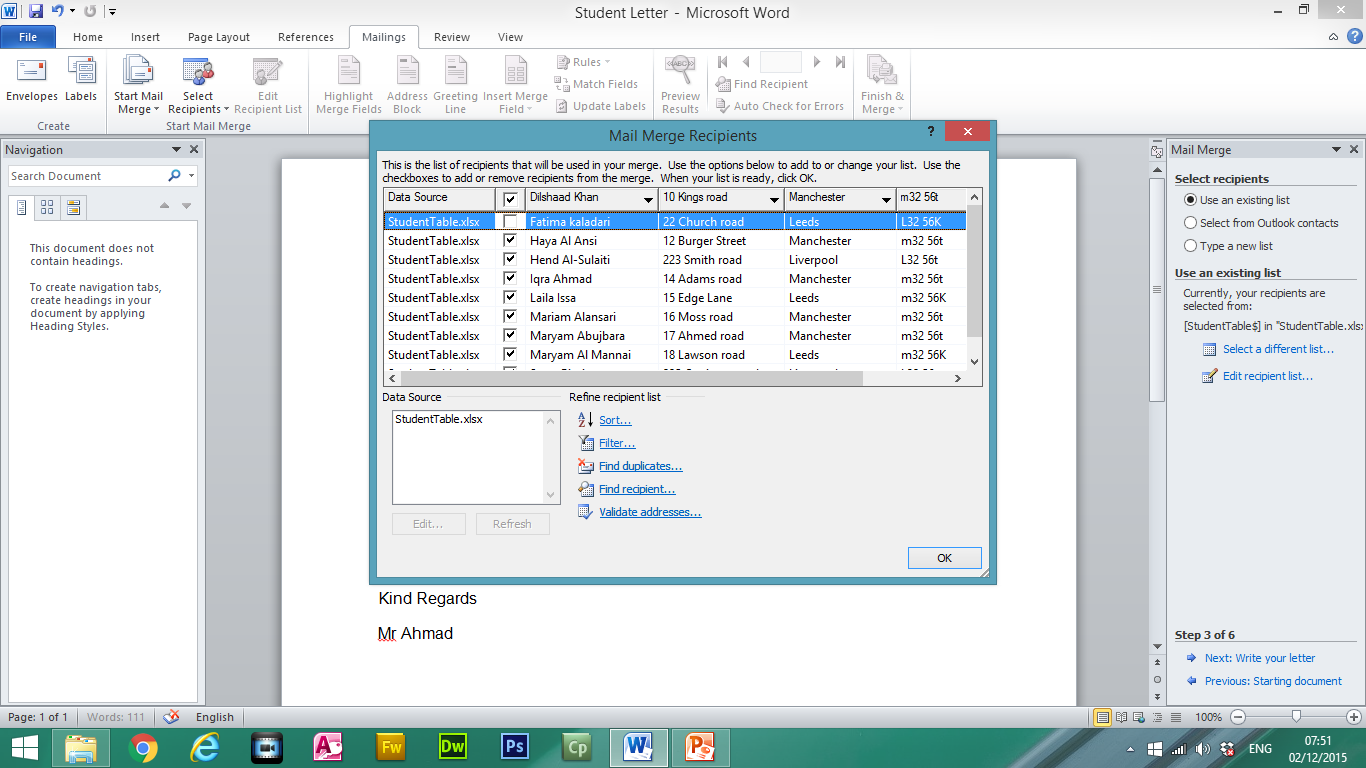 Student Letter - Microsoft Word
File Home Insert Page Layout References Mailings Review View
Envelopes Labels Start Mail Merge Select Recipients Edit Recipient List Highlight Merge Fields Address Block Greeting Line Insert Merge Field Rules Match Fields Update Labels Preview Results Find Recipient Auto Check for Errors Finish & Merge
Create Start Mail Merge
Navigation
Search Document
This document does not
contain headings.
To create navigation tabs,
create headings in your
document by applying
Heading Styles.
Mail Merge Recipients
This is the list of recipients that will be used in your merge. Use the options below to add to or change your list. Use the
checkboxes to add or remove recipients from the merge. When your list is ready, click OK.
Data Source Dilshaad Khan 10 Kings road Manchester m32 56t
StudentTable.xlsx Fatima kaladari 22 Church road Leeds L32 56K
StudentTable.xlsx Haya Al Ansi 12 Burger Street Manchester m32 56t
StudentTable.xlsx Hend Al-Sulaiti 223 Smith road Liverpool L32 56t
StudentTable.xlsx Iqra Ahmad 14 Adams road Manchester m32 56t
StudentTable.xlsx Laila Issa 15 Edge Lane Leeds m32 56K
StudentTable.xlsx Mariam Alansari 16 Moss road Manchester m32 56t
StudentTable.xlsx Maryam Abujbara 17 Ahmed road Manchester m32 56t
StudentTable.xlsx Maryam Al Mannai 18 Lawson road Leeds m32 56K
Data Source
StudentTable.xlsx
Edit... Refresh
Refine recipient list
Sort...
Filter...
Find duplicates...
Find recipient...
Validate addresses...
OK
Kind Regards
Mr Ahmad
Mail Merge
Select recipients
Use an existing list
Select from Outlook contacts
Type a new list
Use an existing list
Currently, your recipients are
selected from:
[StudentTable$] in "StudentTable.xls
Select a different list...
Edit recipient list...
Step 3 of 6
Next: Write your letter
Previous: Starting document
Page: 1 of 1 Words: 111 English 100%
Fw Dw Ps Cp ENG 07:51
02/12/2015